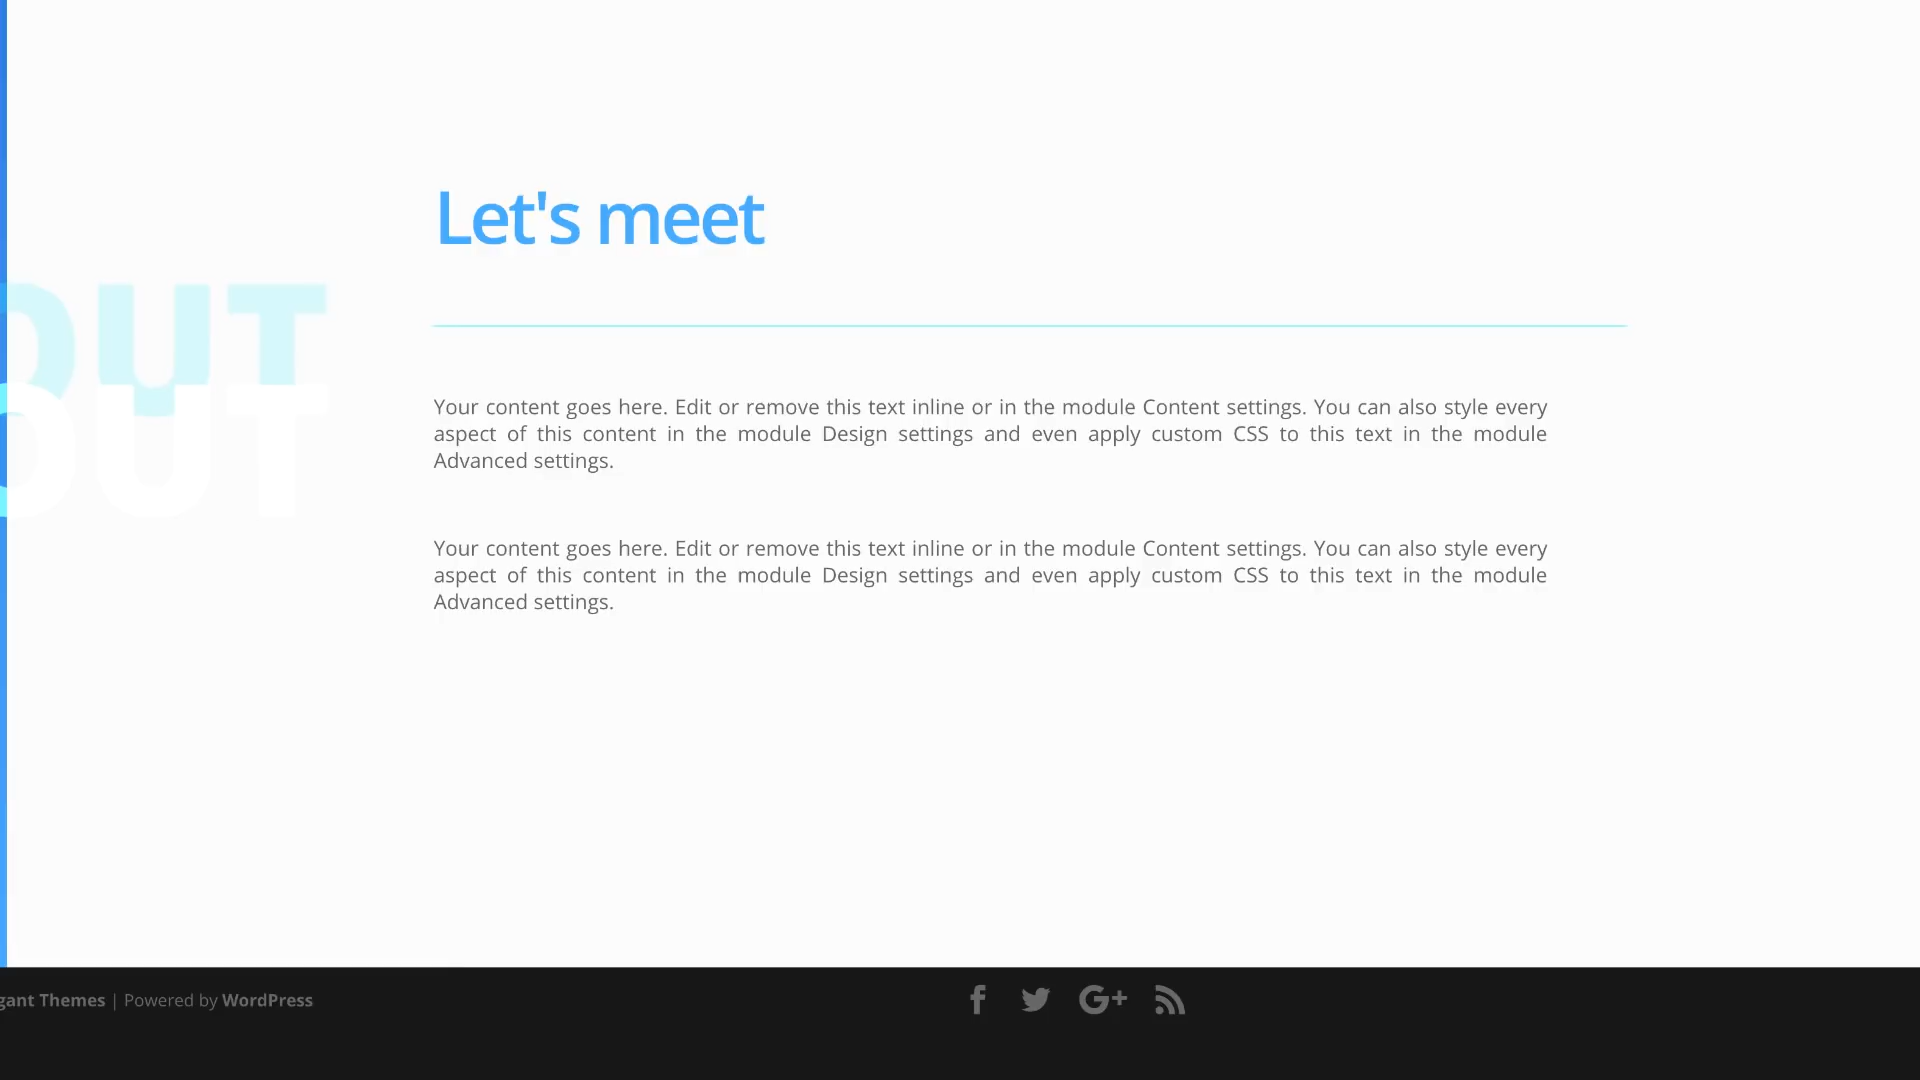 Let's meet
OUT
OUT
Your content goes here. Edit or remove this text inline or in the module Content settings. You can also style every
aspect of this content in the module Design settings and even apply custom CSS to this text in the module
Advanced settings.
Your content goes here. Edit or remove this text inline or in the module Content settings. You can also style every
aspect of this content in the module Design settings and even apply custom CSS to this text in the module
Advanced settings.
gant Themes | Powered by WordPress